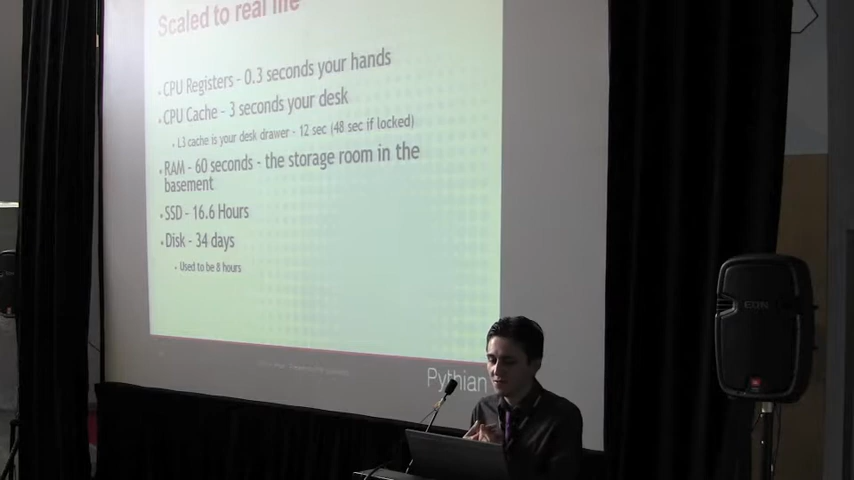 Scaled to real life
CPU Registers - 0.3 seconds your hands
CPU Cache - 3 seconds your desk
L3 cache is your desk drawer - 12 sec (48 sec if locked)
RAM - 60 seconds - the storage room in the
basement
SSD - 16.6 Hours
Disk - 34 days
Used to be 8 hours
Pythian